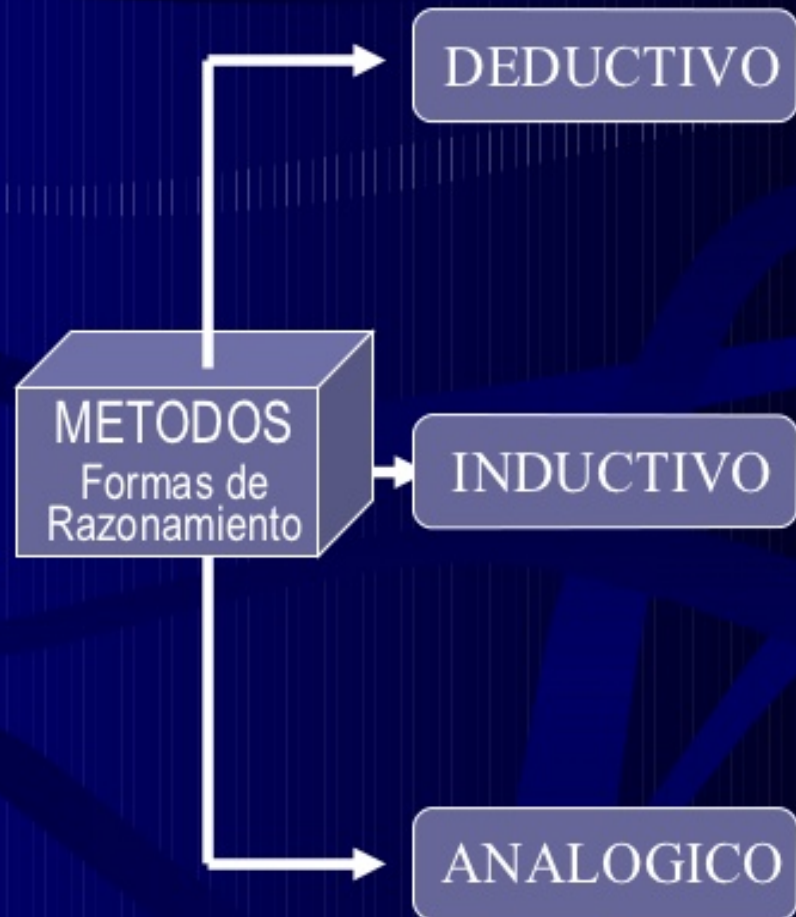 DEDUCTIVO
METODOS
Formas de
Razonamiento
INDUCTIVO
ANALOGICO